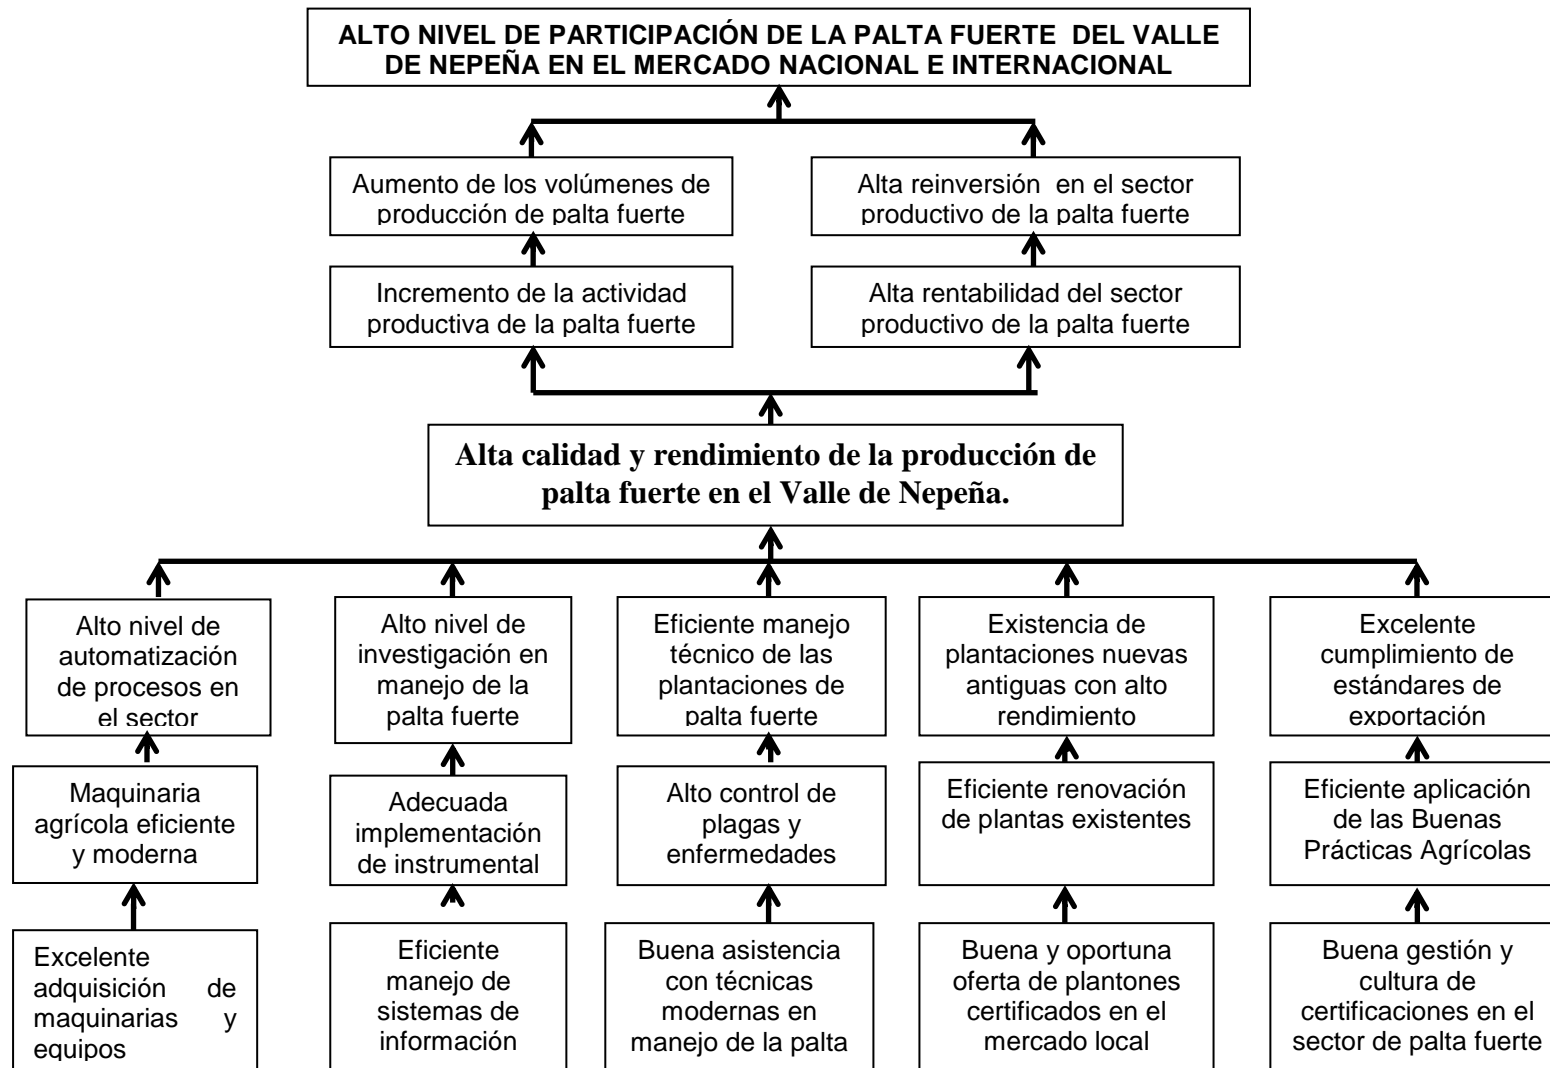 ALTO NIVEL DE PARTICIPACIÓN DE LA PALTA FUERTE DEL VALLE
DE NEPEÑA EN EL MERCADO NACIONAL E INTERNACIONAL
Aumento de los volúmenes de
producción de palta fuerte
Alta reinversión en el sector
productivo de la palta fuerte
Incremento de la actividad
productiva de la palta fuerte
Alta rentabilidad del sector
productivo de la palta fuerte
Alta calidad y rendimiento de la producción de
palta fuerte en el Valle de Nepeña.
Alto nivel de
automatización
de procesos en
el sector
Alto nivel de
investigación en
manejo de la
palta fuerte
Eficiente manejo
técnico de las
plantaciones de
palta fuerte
Existencia de
plantaciones nuevas
antiguas con alto
rendimiento
Excelente
cumplimiento de
estándares de
exportación
Maquinaria
agrícola eficiente
y moderna
Adecuada
implementación
de instrumental
Alto control de
plagas y
enfermedades
Eficiente renovación
de plantas existentes
Eficiente aplicación
de las Buenas
Prácticas Agrícolas
Excelente
adquisición de
maquinarias y
equipos
Eficiente
manejo de
sistemas de
información
Buena asistencia
con técnicas
modernas en
manejo de la palta
Buena y oportuna
oferta de plantones
certificados en el
mercado local
Buena gestión y
cultura de
certificaciones en el
sector de palta fuerte